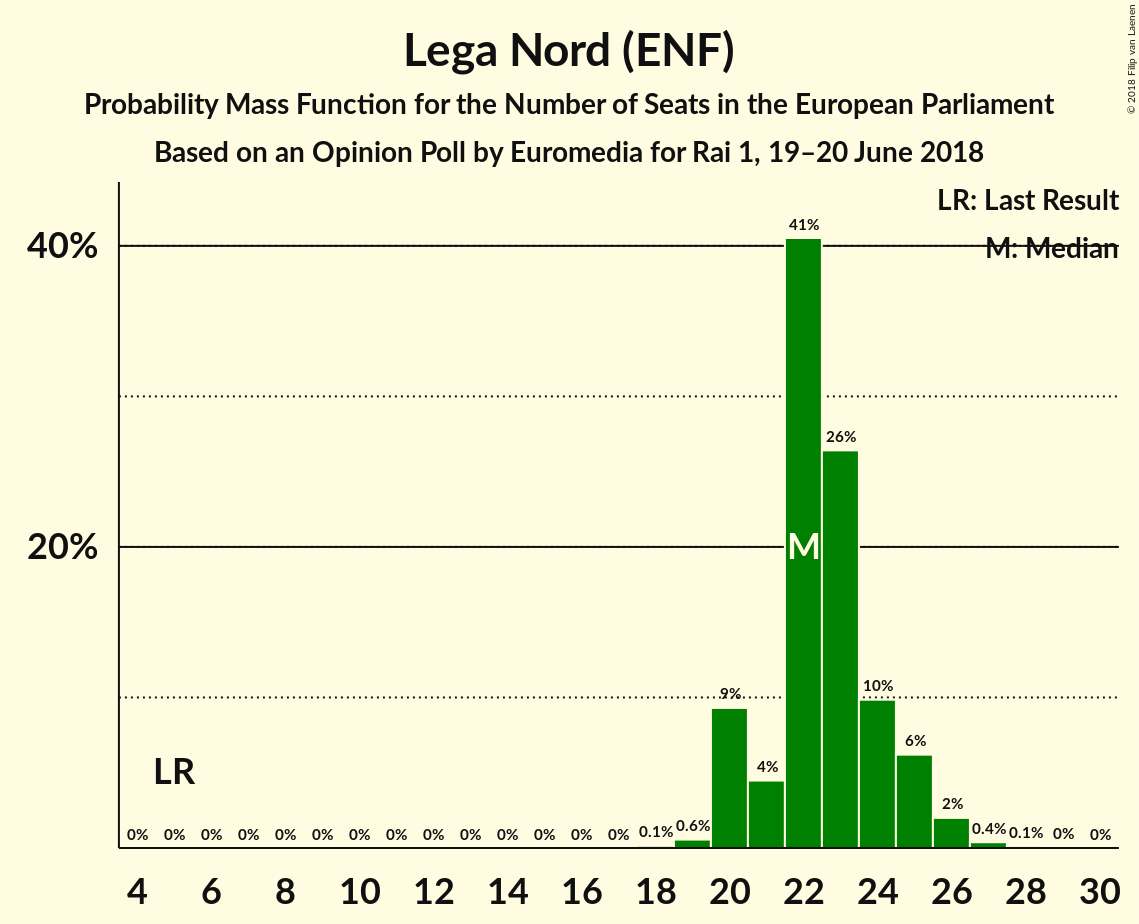 Lega Nord (ENF)
Probability Mass Function for the Number of Seats in the European Parliament
Based on an Opinion Poll by Euromedia for Rai 1, 19–20 June 2018
© 2018 Filip van Laenen
LR: Last Result
M: Median
40%
20%
41%
26%
9%
4%
10%
6%
2%
M
LR
0% 0% 0% 0% 0% 0% 0% 0% 0% 0% 0% 0% 0% 0% 0.1% 0.6% 0.4% 0.1% 0% 0%
4 6 8 10 12 14 16 18 20 22 24 26 28 30